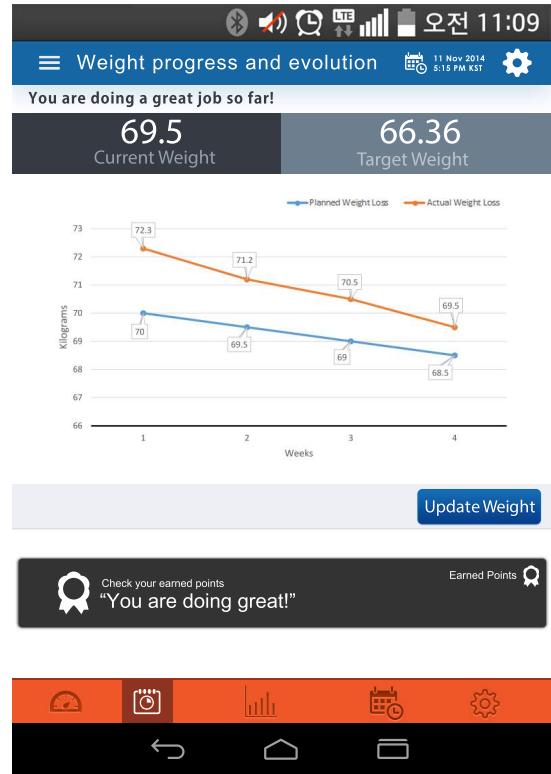 LTE 오전 11:09
Weight progress and evolution
11 Nov 2014
5:15 PM KST
You are doing a great job so far!
69.5
Current Weight
66.36
Target Weight
Planned Weight Loss
Actual Weight Loss
73
72
71
70
69
68
67
66
Kilograms
72.3
71.2
70.5
69.5
70
69.5
69
68.5
1 2 3 4
Weeks
Update Weight
Check your earned points
“You are doing great!”
Earned Points